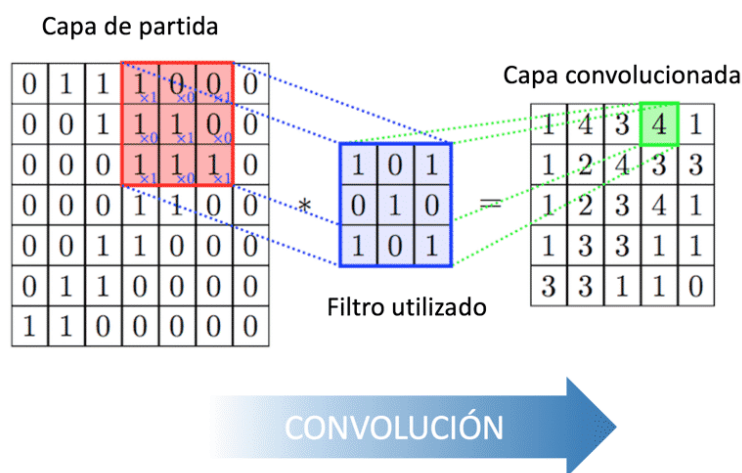 Capa de partida
Capa convolucionada
0 1 1 1 0 0 0
×1 ×0 ×1
0 0 1 1 1 0 0
×0 ×1 ×0
0 0 0 1 1 1 0
×1 ×0 ×1
0 0 0 1 1 0 0
0 0 1 1 0 0 0
0 1 1 0 0 0 0
1 1 0 0 0 0 0
*
1 0 1
0 1 0
1 0 1
Filtro utilizado
=
1 4 3 4 1
1 2 4 3 3
1 2 3 4 1
1 3 3 1 1
3 3 1 1 0
CONVOLUCIÓN